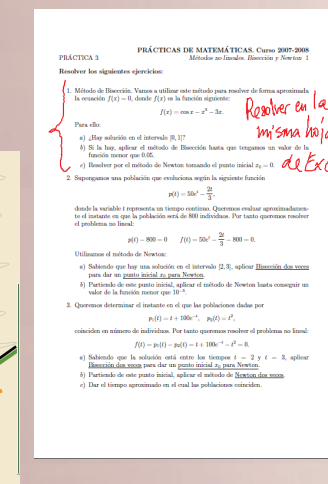 PRÁCTICAS DE MATEMÁTICAS. Curso 2007-2008
PRÁCTICA 3 Métodos no lineales. Bisección y Newton 1
Resolver los siguientes ejercicios:
1. Método de Bisección. Vamos a utilizar este método para resolver de forma aproximada
la ecuación f(x) = 0, donde f(x) es la función siguiente:
f(x) = cos x − x³ − 3x.
Para ello:
a) ¿Hay solución en el intervalo [0, 1]?
b) Si la hay, aplicar el método de Bisección hasta que tengamos un valor de la
función menor que 0.05.
c) Resolver por el método de Newton tomando el punto inicial x₀ = 0.
Resolver en la
misma hoja
de Exc
2. Supongamos una población que evoluciona según la siguiente función
p(t) = 50eᵗ − 2t/3,
donde la variable t representa un tiempo continuo. Queremos evaluar aproximadamen-
te el instante en que la población será de 800 individuos. Por tanto queremos resolver
el problema no lineal:
p(t) − 800 = 0 f(t) = 50eᵗ − 2t/3 − 800 = 0.
Utilizamos el método de Newton:
a) Sabiendo que hay una solución en el intervalo [2, 3], aplicar Bisección dos veces
para dar un punto inicial x₀ para Newton.
b) Partiendo de este punto inicial, aplicar el método de Newton hasta conseguir un
valor de la función menor que 10⁻³.
3. Queremos determinar el instante en el que las poblaciones dadas por
p₁(t) = t + 100e⁻ᵗ, p₂(t) = t²,
coinciden en número de individuos. Por tanto queremos resolver el problema no lineal:
f(t) = p₁(t) − p₂(t) = t + 100e⁻ᵗ − t² = 0.
a) Sabiendo que la solución está entre los tiempos t = 2 y t = 3, aplicar
Bisección dos veces para dar un punto inicial x₀ para Newton.
b) Partiendo de este punto inicial, aplicar el método de Newton dos veces.
c) Dar el tiempo aproximado en el cual las poblaciones coinciden.